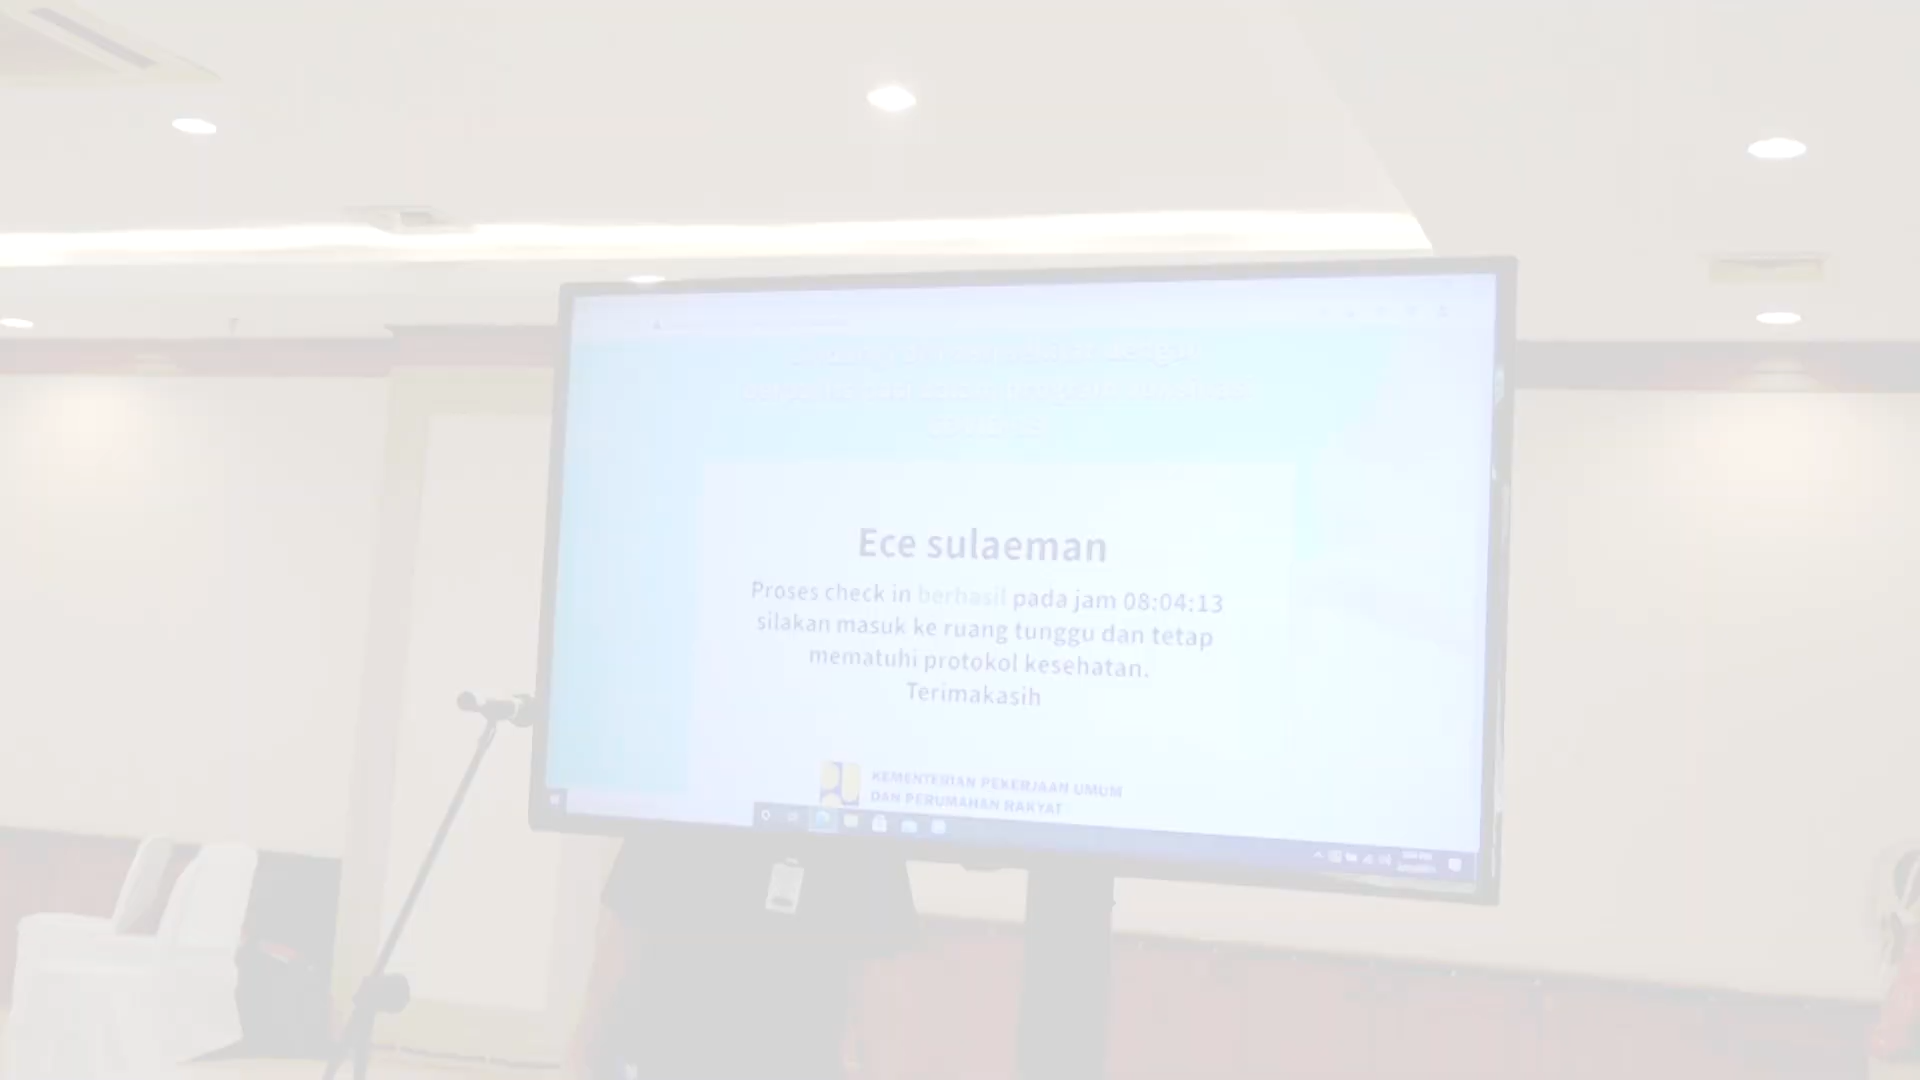 dengan
Ece sulaeman
Proses check in berhasil pada jam 08:04:13
silakan masuk ke ruang tunggu dan tetap
mematuhi protokol kesehatan.
Terimakasih
KEMENTERIAN PEKERJAAN UMUM
DAN PERUMAHAN RAKYAT